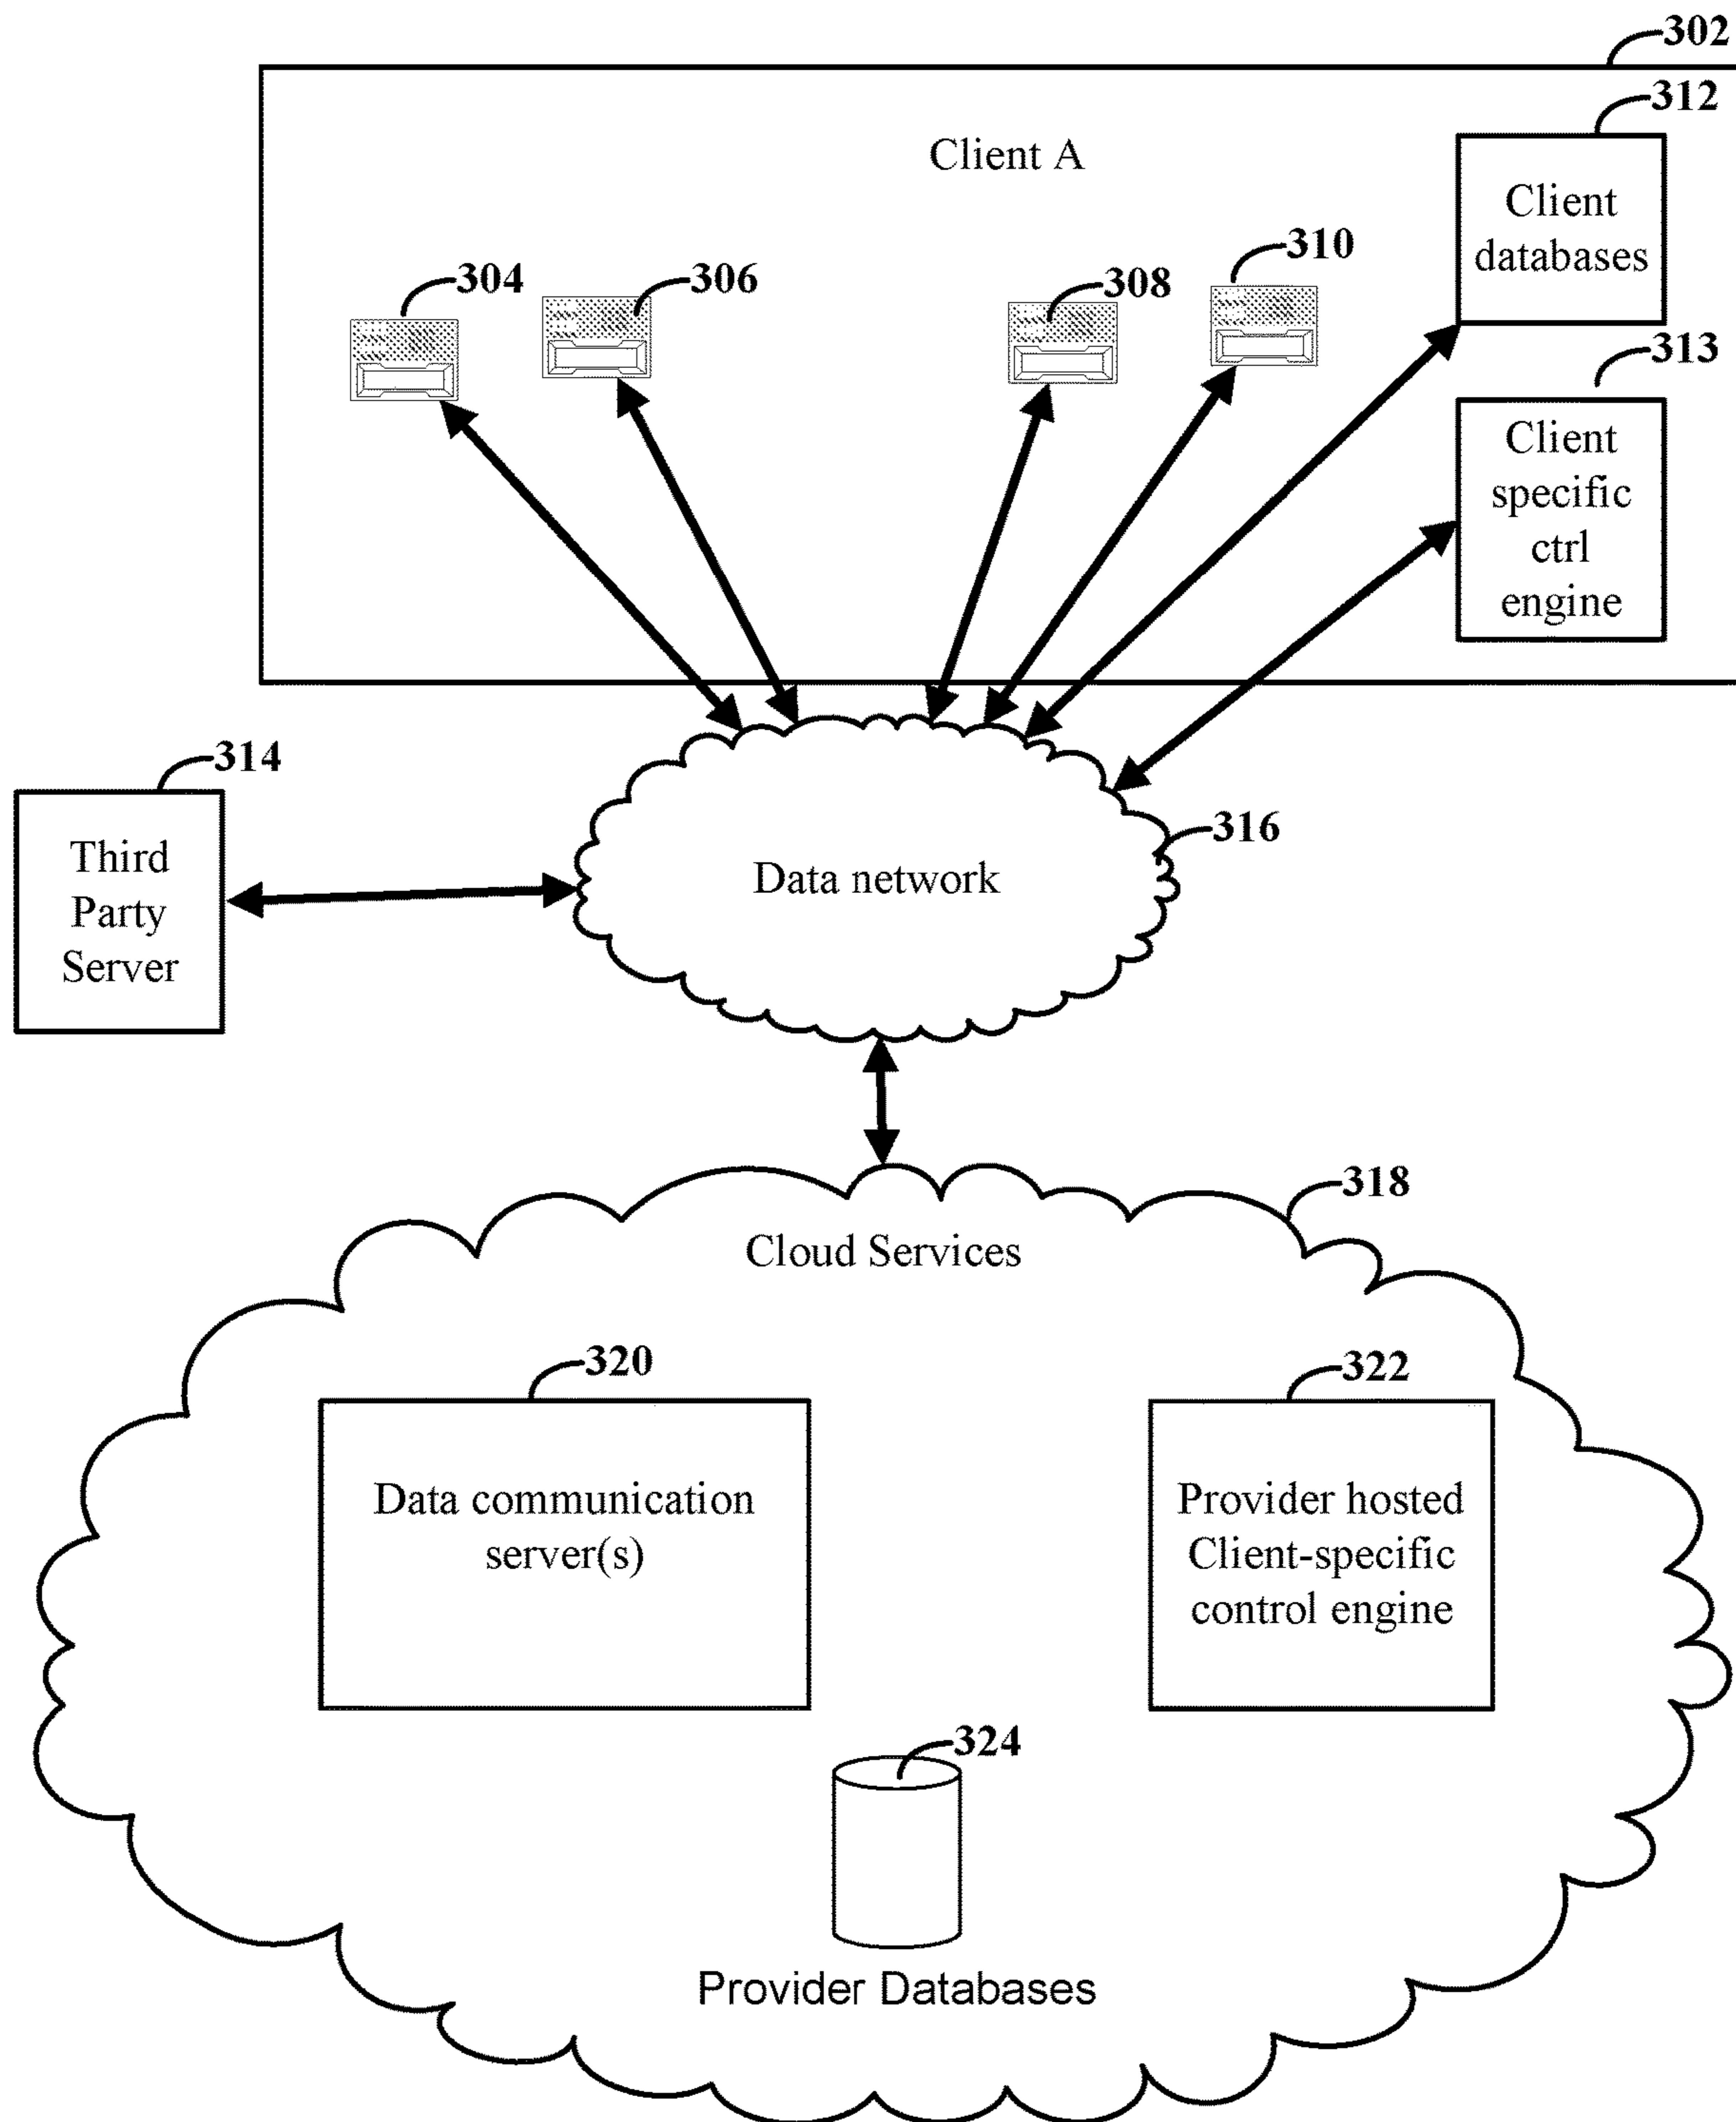 302
312
Client A
Client
databases
304
306
308
310
313
Client
specific
ctrl
engine
314
Third
Party
Server
316
Data network
318
Cloud Services
320
322
Data communication
server(s)
Provider hosted
Client-specific
control engine
324
Provider Databases